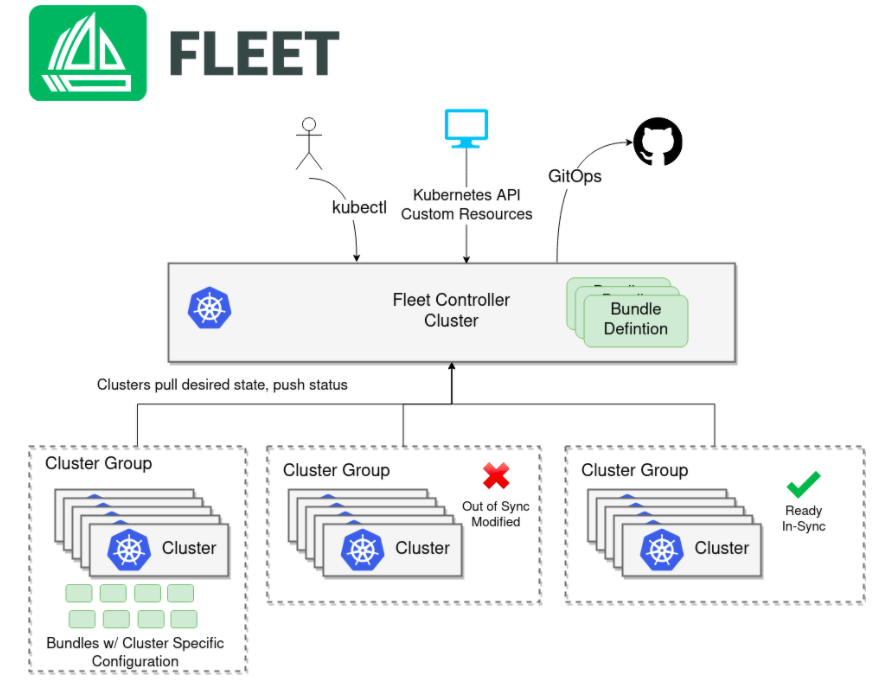 FLEET
kubectl
Kubernetes API
Custom Resources
GitOps
Fleet Controller
Cluster
Bundle
Defintion
Clusters pull desired state, push status
Cluster Group
Cluster
Bundles w/ Cluster Specific
Configuration
Cluster Group
Out of Sync
Modified
Cluster
Cluster Group
Ready
In-Sync
Cluster